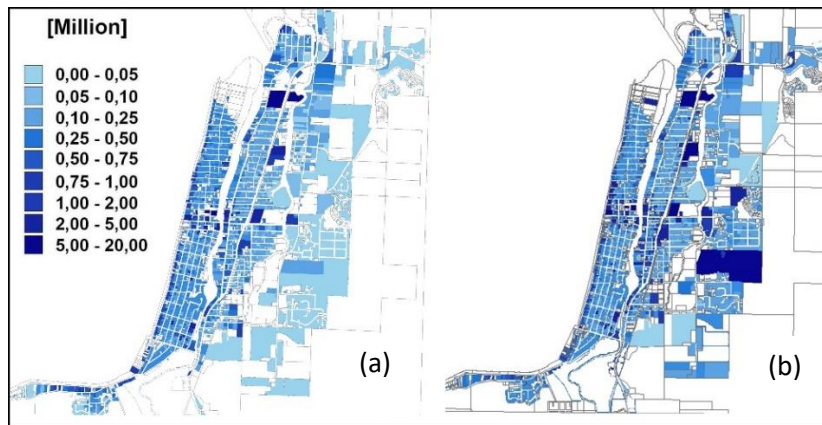 [Million]
0,00 - 0,05
0,05 - 0,10
0,10 - 0,25
0,25 - 0,50
0,50 - 0,75
0,75 - 1,00
1,00 - 2,00
2,00 - 5,00
5,00 - 20,00
(a)
(b)